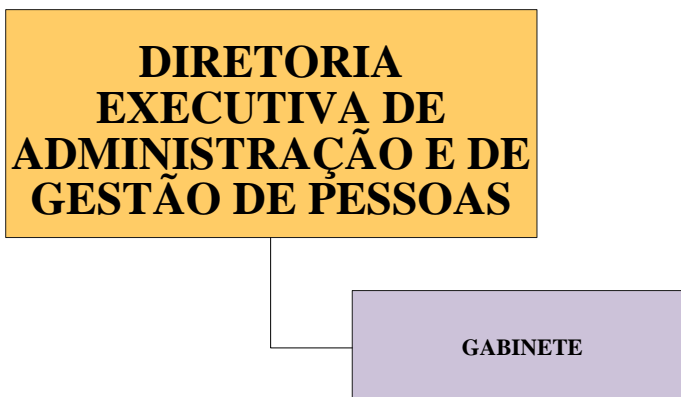 DIRETORIA
EXECUTIVA DE
ADMINISTRAÇÃO E DE
GESTÃO DE PESSOAS
GABINETE